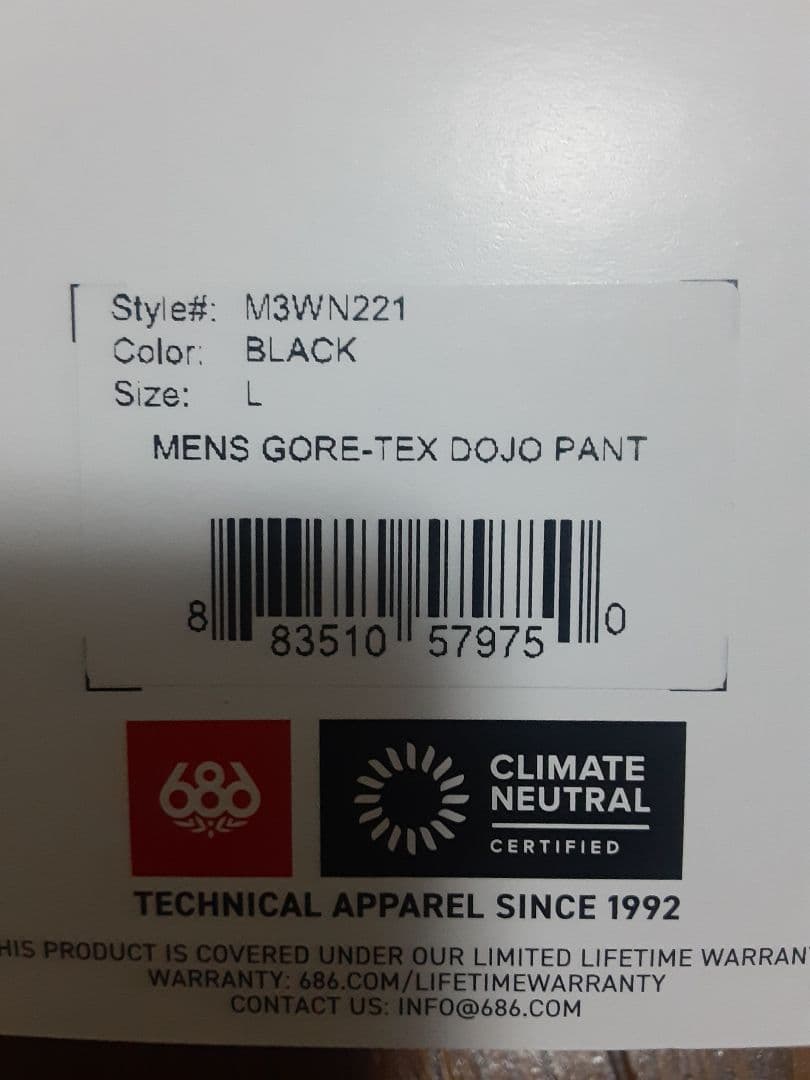 Style#: M3WN221
Color: BLACK
Size: L
MENS GORE-TEX DOJO PANT
8 83510 57975 0
686
CLIMATE
NEUTRAL
CERTIFIED
TECHNICAL APPAREL SINCE 1992
HIS PRODUCT IS COVERED UNDER OUR LIMITED LIFETIME WARRAN
WARRANTY: 686.COM/LIFETIMEWARRANTY
CONTACT US: INFO@686.COM